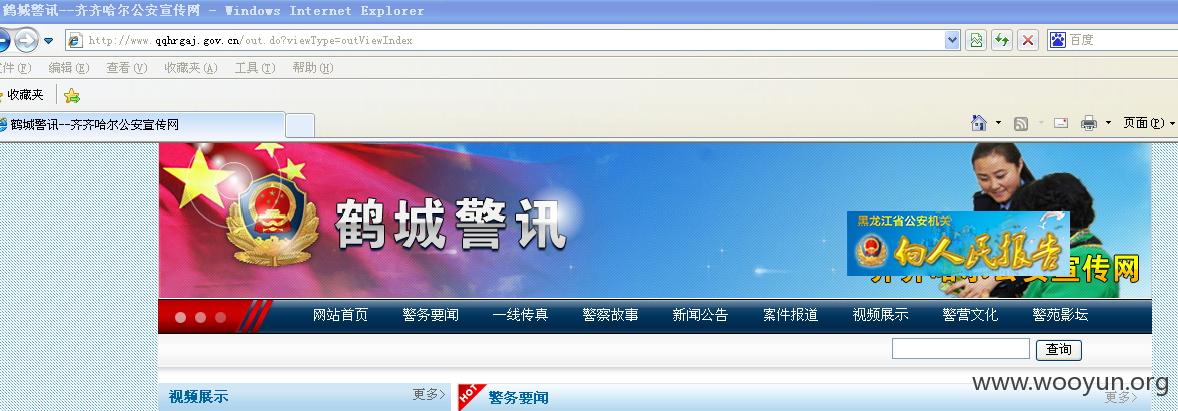 鹤城警讯--齐齐哈尔公安宣传网 - Windows Internet Explorer
http://www.qqhrgaj.gov.cn/out.do?viewType=outViewIndex
百度
文件(F) 编辑(E) 查看(V) 收藏夹(A) 工具(T) 帮助(H)
收藏夹
鹤城警讯--齐齐哈尔公安宣传网
页面(P)
鹤城警讯
黑龙江省公安机关
向人民报告
齐齐哈尔公安宣传网
网站首页 警务要闻 一线传真 警察故事 新闻公告 案件报道 视频展示 警营文化 警苑影坛
查询
www.wooyun.org
视频展示 更多> HOT 警务要闻 更多>